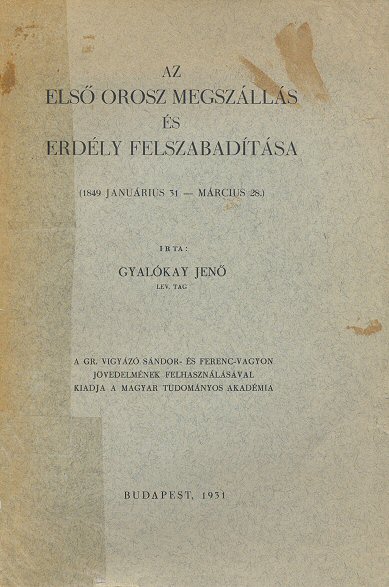 AZ
ELSŐ OROSZ MEGSZÁLLÁS
ÉS
ERDÉLY FELSZABADÍTÁSA
(1849 JANUÁRIUS 31 — MÁRCIUS 28.)
IRTA:
GYALÓKAY JENŐ
LEV. TAG
A GR. VIGYÁZÓ SÁNDOR- ÉS FERENC-VAGYON
JÖVEDELMÉNEK FELHASZNÁLÁSÁVAL
KIADJA A MAGYAR TUDOMÁNYOS AKADÉMIA
BUDAPEST, 1931